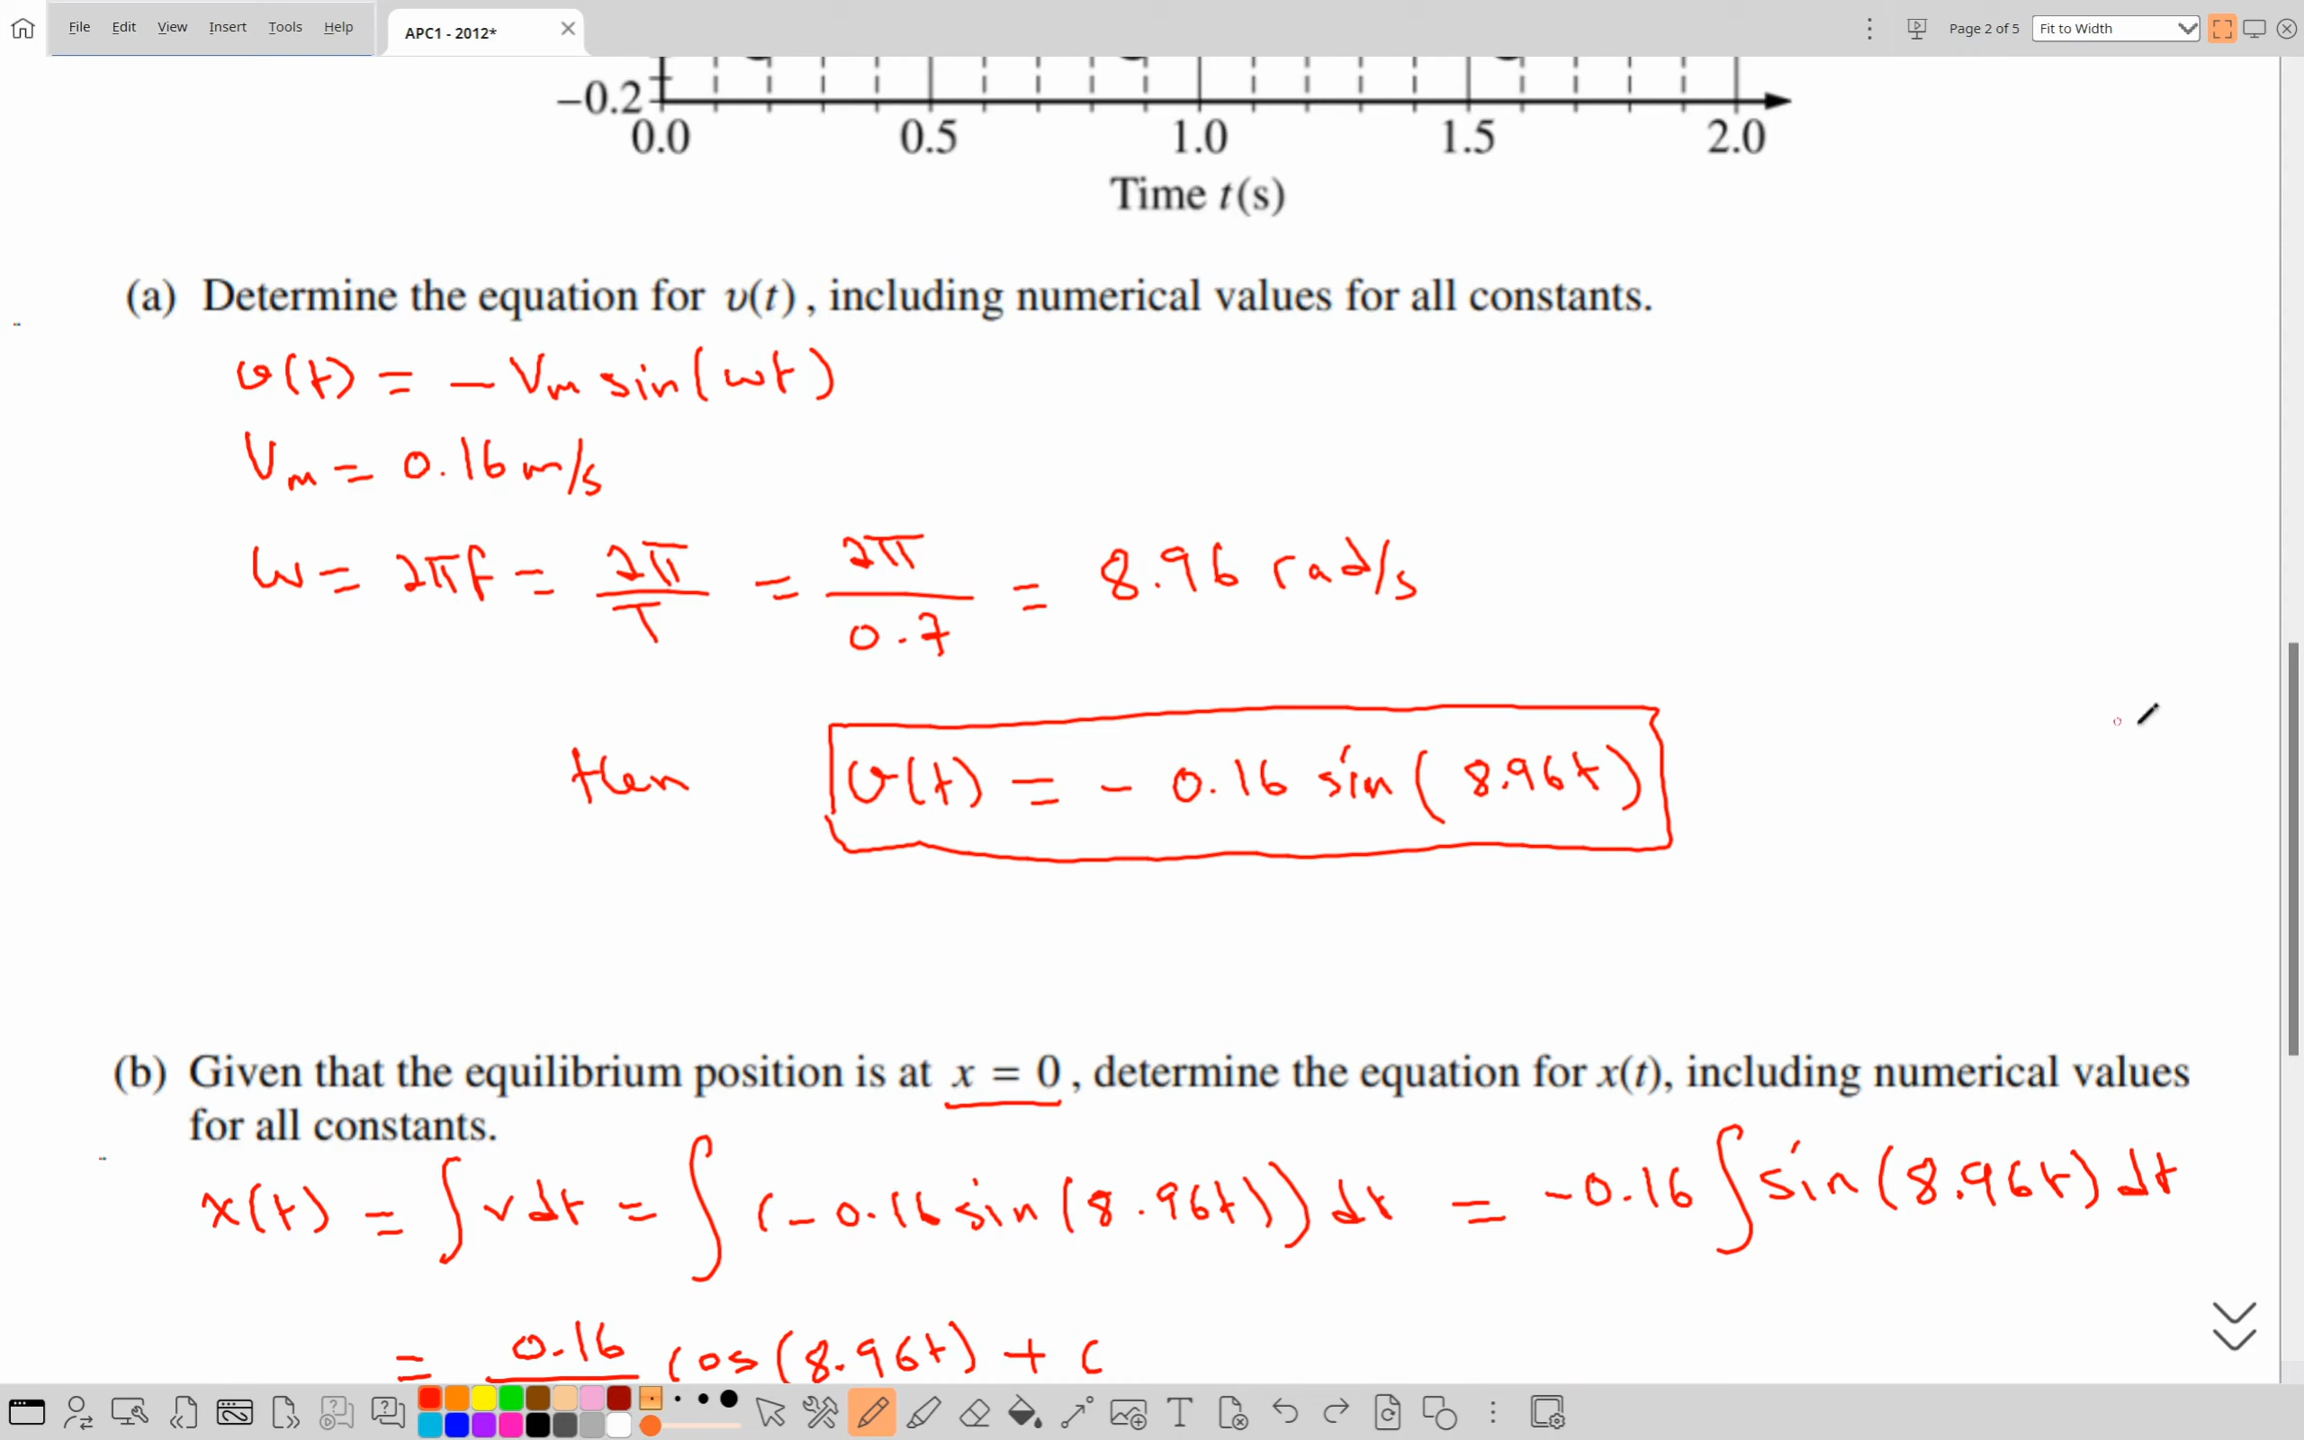 File Edit View Insert Tools Help
APC1 - 2012*
Page 2 of 5
Fit to Width
−0.2
0.0 0.5 1.0 1.5 2.0
Time t(s)
(a) Determine the equation for v(t), including numerical values for all constants.
v(t) = − Vm sin(ωt)
Vm = 0.16 m/s
ω = 2πf = 2π/T = 2π/0.7 = 8.96 rad/s
then v(t) = − 0.16 sin(8.96t)
(b) Given that the equilibrium position is at x = 0, determine the equation for x(t), including numerical values
for all constants.
x(t) = ∫ v dt = ∫ (−0.16 sin(8.96t)) dt = −0.16 ∫ sin(8.96t) dt
= 0.16 cos(8.96t) + C